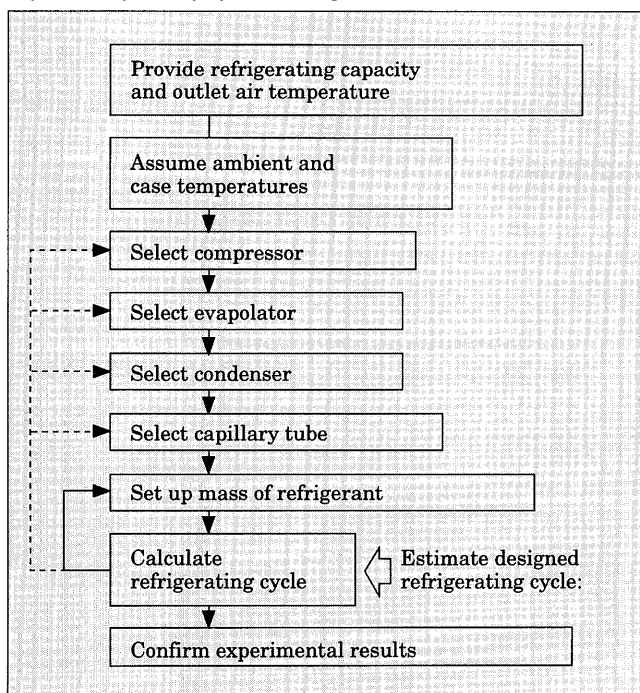 Provide refrigerating capacity
and outlet air temperature
Assume ambient and
case temperatures
Select compressor
Select evaporator
Select condenser
Select capillary tube
Set up mass of refrigerant
Calculate
refrigerating cycle
Estimate designed
refrigerating cycle:
Confirm experimental results